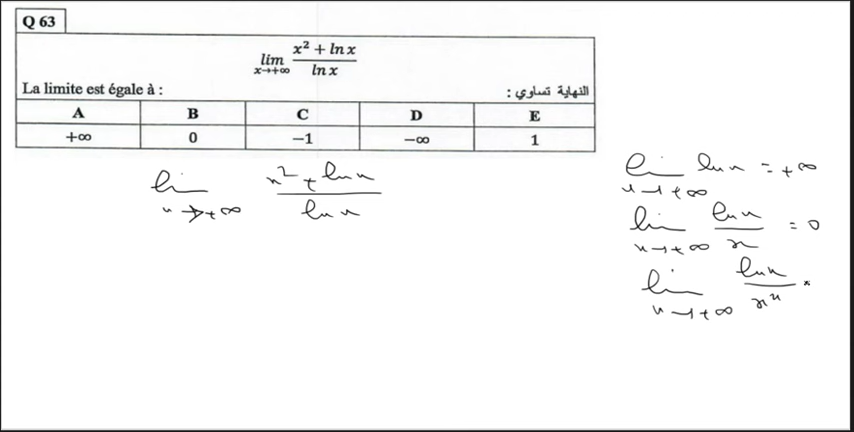 Q 63
lim x→+∞ (x² + ln x) / (ln x)
La limite est égale à : النهاية تساوي :
A B C D E
+∞ 0 −1 −∞ 1
lim x→+∞ (x² + ln x) / (ln x)
lim x→+∞ ln x = +∞
lim x→+∞ (ln x) / x = 0
lim x→+∞ (ln x) / xⁿ